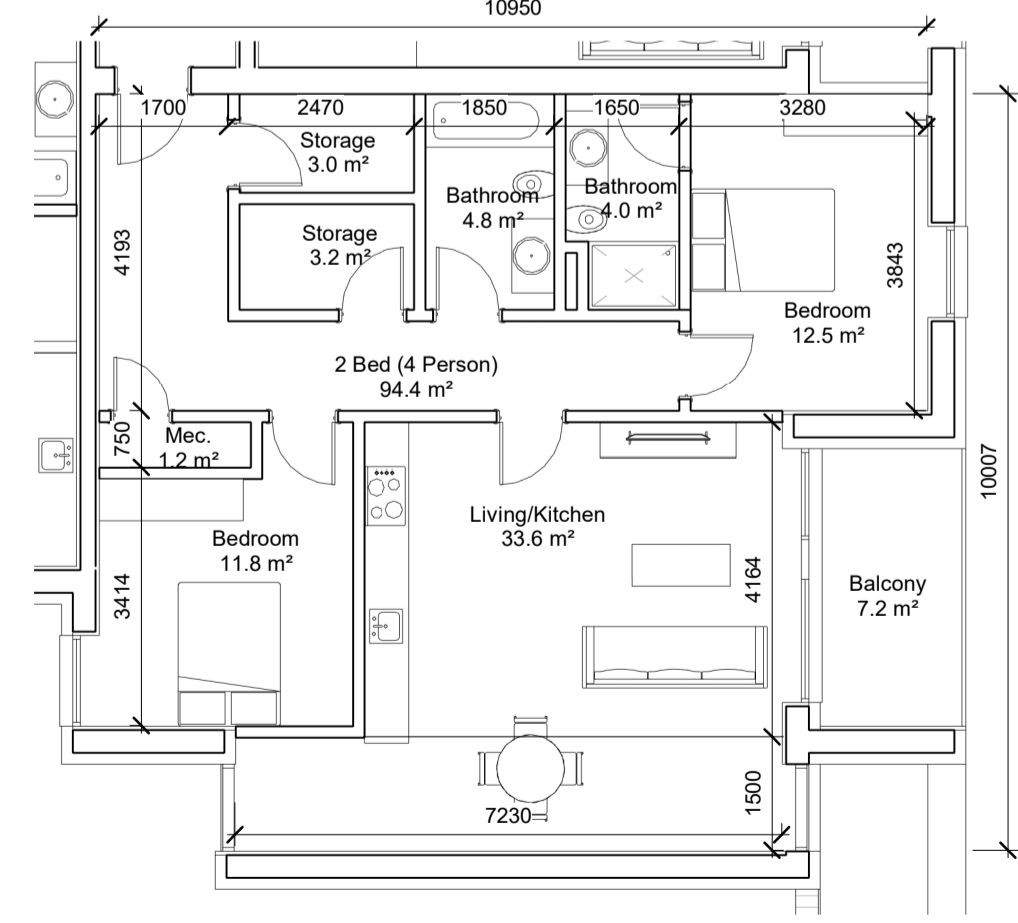 10950
1700
2470
1850
1650
3280
Storage
3.0 m²
Bathroom
4.8 m²
Bathroom
4.0 m²
Storage
3.2 m²
4193
3843
Bedroom
12.5 m²
2 Bed (4 Person)
94.4 m²
750
Mec.
1.2 m²
10007
Living/Kitchen
33.6 m²
Bedroom
11.8 m²
3414
4164
Balcony
7.2 m²
1500
7230